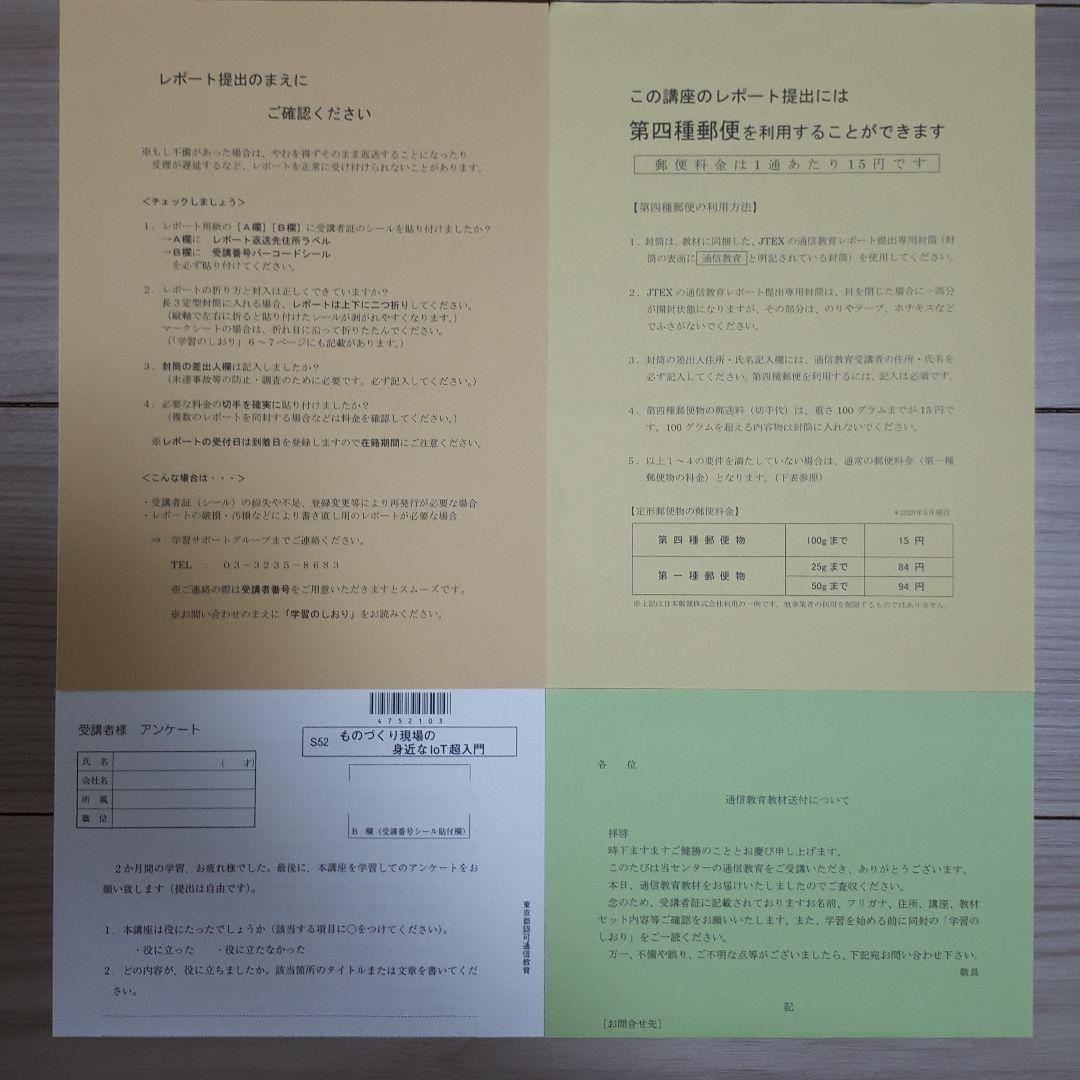 レポート提出のまえに
ご確認ください
※もし不備があった場合は、やむを得ずそのまま返送することになったり
受理が遅延するなど、レポートを正常に受け付けられないことがあります。
＜チェックしましょう＞
1．レポート用紙の［A欄］［B欄］に受講者証のシールを貼り付けましたか？
→A欄に　レポート返送先住所ラベル
→B欄に　受講番号バーコードシール
を必ず貼り付けてください。
2．レポートの折り方と封入は正しくできていますか？
長3定型封筒に入れる場合、レポートは上下に二つ折りしてください。
（縦軸で左右に折ると貼り付けたシールが剥がれやすくなります。）
マークシートの場合は、折れ目に沿って折りたたんでください。
（「学習のしおり」6～7ページにも記載があります。）
3．封筒の差出人欄は記入しましたか？
（未達事故等の防止・調査のために必要です。必ず記入してください。）
4．必要な料金の切手を確実に貼り付けましたか？
（複数のレポートを同封する場合などは料金を確認してください。）
※レポートの受付日は到着日を登録しますので在籍期間にご注意ください。
＜こんな場合は・・・＞
・受講者証（シール）の紛失や不足、登録変更等により再発行が必要な場合
・レポートの破損・汚損などにより書き直し用のレポートが必要な場合
⇒　学習サポートグループまでご連絡ください。
TEL　：　03－3235－8683
※ご連絡の際は受講者番号をご用意いただきますとスムーズです。
※お問い合わせのまえに「学習のしおり」をお読みください。
この講座のレポート提出には
第四種郵便を利用することができます
郵便料金は1通あたり15円です
【第四種郵便の利用方法】
1．封筒は、教材に同梱した、JTEXの通信教育レポート提出専用封筒（封
筒の表面に 通信教育 と明記されている封筒）を使用してください。
2．JTEXの通信教育レポート提出専用封筒は、封を閉じた場合に一部分
が開封状態になりますが、その部分は、のりやテープ、ホチキスなど
でふさがないでください。
3．封筒の差出人住所・氏名記入欄には、通信教育受講者の住所・氏名を
必ず記入してください。第四種郵便を利用するには、記入は必須です。
4．第四種郵便物の郵送料（切手代）は、重さ100グラムまでが15円で
す。100グラムを超える内容物は封筒に入れないでください。
5．以上1～4の要件を満たしていない場合は、通常の郵便料金（第一種
郵便物の料金）となります。（下表参照）
【定形郵便物の郵便料金】　＊2020年5月現在
第四種郵便物　100gまで　15 円
第一種郵便物　25gまで　84 円
50gまで　94 円
※上記は日本郵便株式会社利用の一例です。他事業者の利用を制限するものではありません。
4752103
受講者様　アンケート
S52　ものづくり現場の
身近なIoT超入門
氏 名　（　才）
会社名
所 属
職 位
B 欄（受講番号シール貼付欄）
2か月間の学習、お疲れ様でした。最後に、本講座を学習してのアンケートをお
願い致します（提出は自由です）。
1．本講座は役にたったでしょうか（該当する項目に○をつけてください）。
・役に立った　・役に立たなかった
2．どの内容が、役に立ちましたか。該当箇所のタイトルまたは文章を書いてくだ
さい。
東京都認可通信教育
各　位
通信教育教材送付について
拝啓
時下ますますご健勝のこととお慶び申し上げます。
このたびは当センターの通信教育をご受講いただき、ありがとうございます。
本日、通信教育教材をお届けいたしましたのでご査収ください。
念のため、受講者証に記載されておりますお名前、フリガナ、住所、講座、教材
セット内容等ご確認をお願いいたします。また、学習を始める前に同封の「学習の
しおり」をご一読ください。
万一、不備や誤り、ご不明な点等がございましたら、下記宛お問い合わせ下さい。
敬具
記
［お問合せ先］